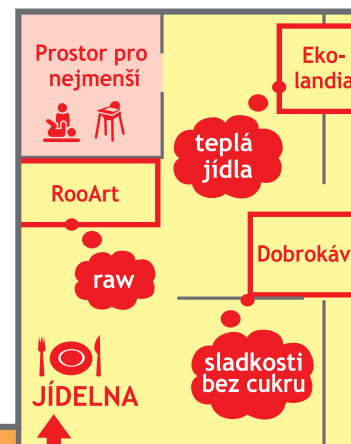 Prostor pro
nejmenší
Eko-
landia
teplá
jídla
RooArt
raw
Dobrokáv
sladkosti
bez cukru
JÍDELNA